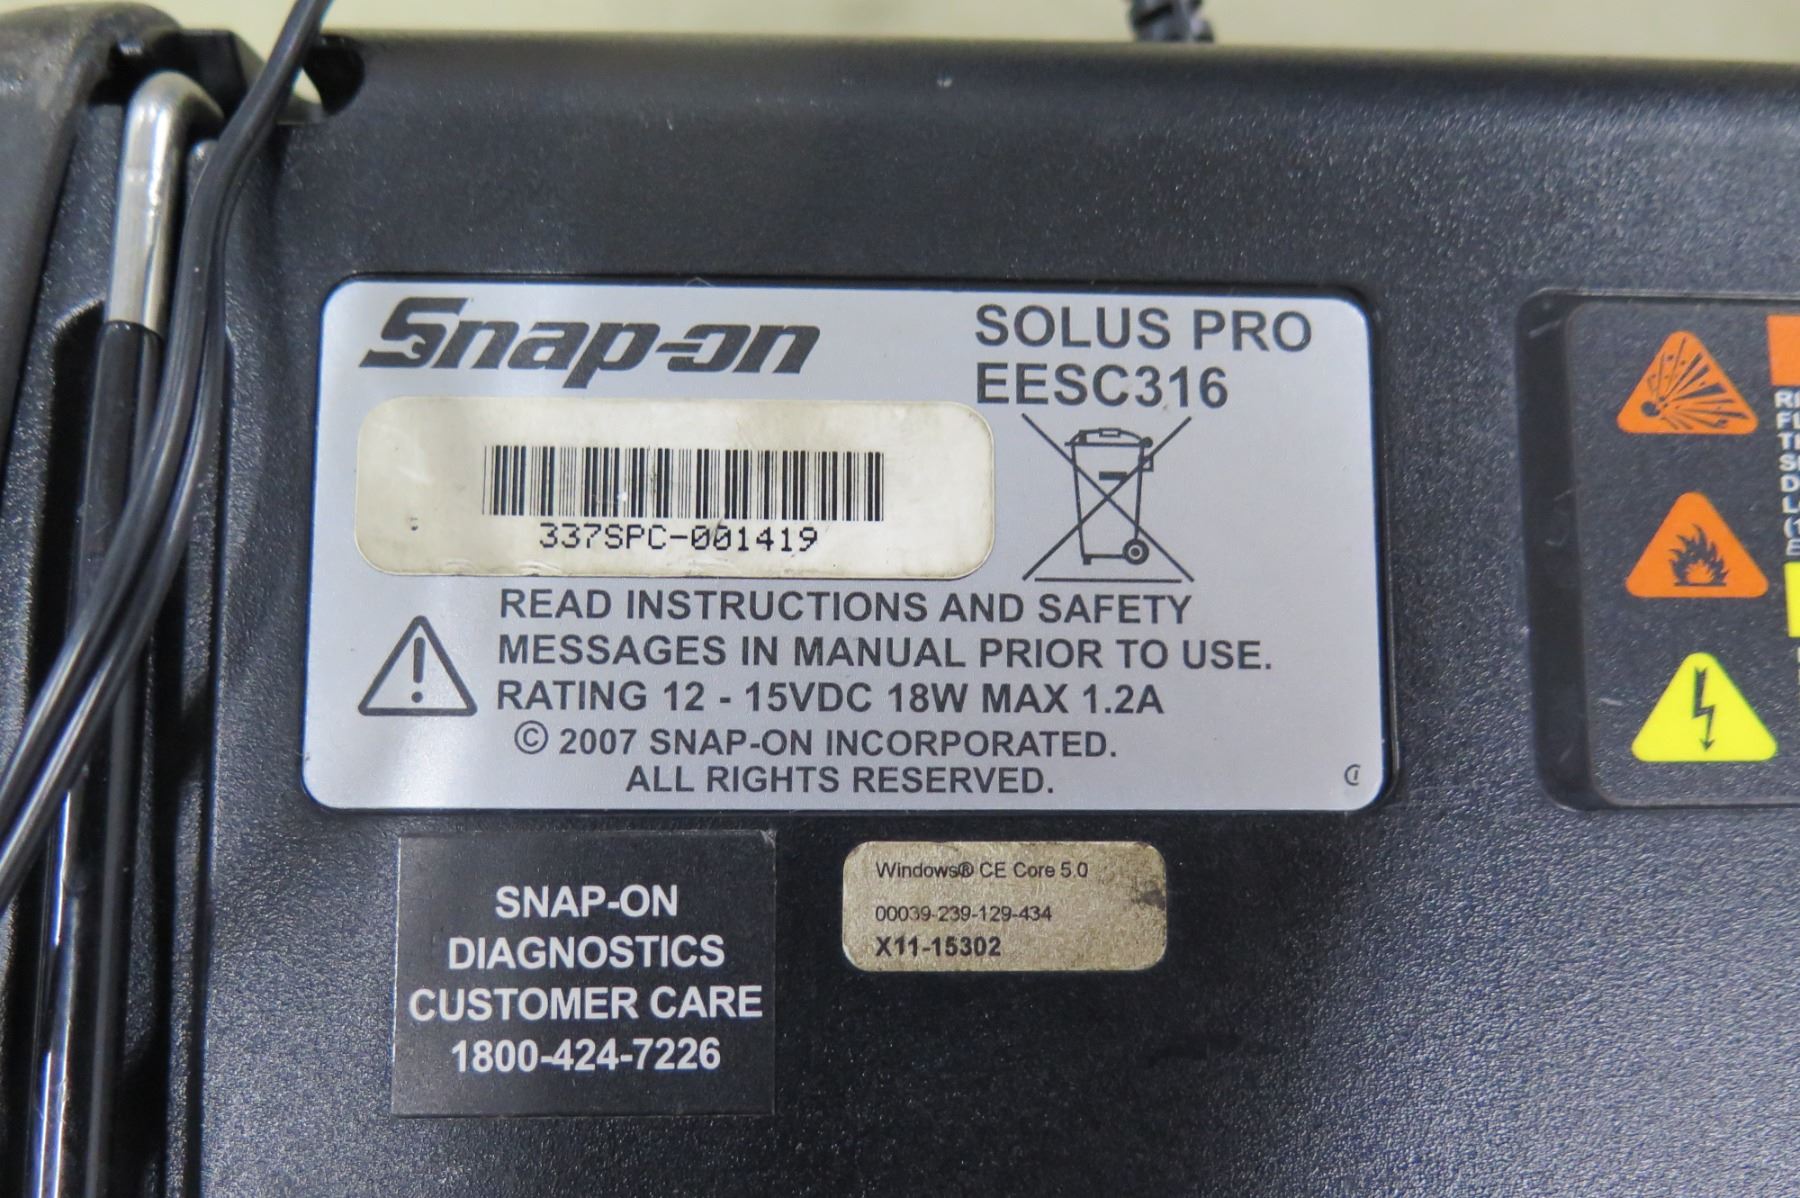 Snap-on
SOLUS PRO
EESC316
337SPC-001419
READ INSTRUCTIONS AND SAFETY
MESSAGES IN MANUAL PRIOR TO USE.
RATING 12 - 15VDC 18W MAX 1.2A
© 2007 SNAP-ON INCORPORATED.
ALL RIGHTS RESERVED.
SNAP-ON
DIAGNOSTICS
CUSTOMER CARE
1800-424-7226
Windows® CE Core 5.0
00039-239-129-434
X11-15302